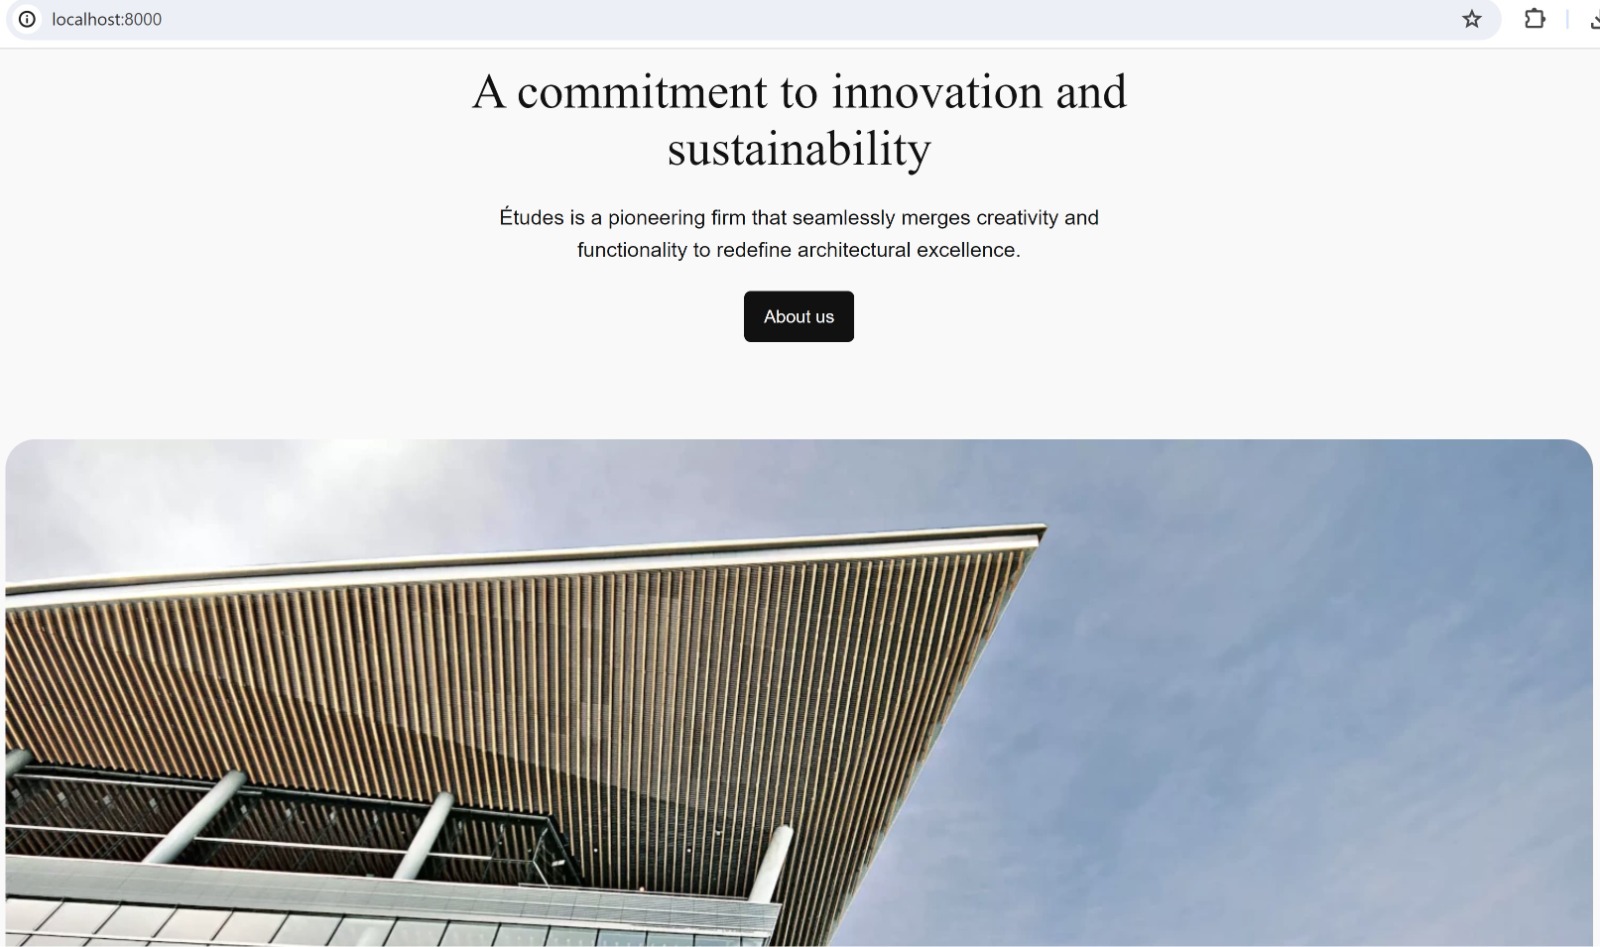 localhost:8000
A commitment to innovation and
sustainability
Études is a pioneering firm that seamlessly merges creativity and
functionality to redefine architectural excellence.
About us